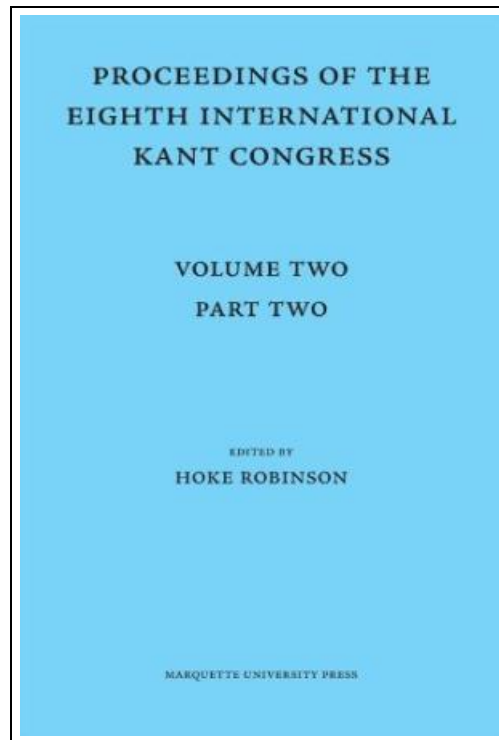 PROCEEDINGS OF THE
EIGHTH INTERNATIONAL
KANT CONGRESS
VOLUME TWO
PART TWO
EDITED BY
HOKE ROBINSON
MARQUETTE UNIVERSITY PRESS